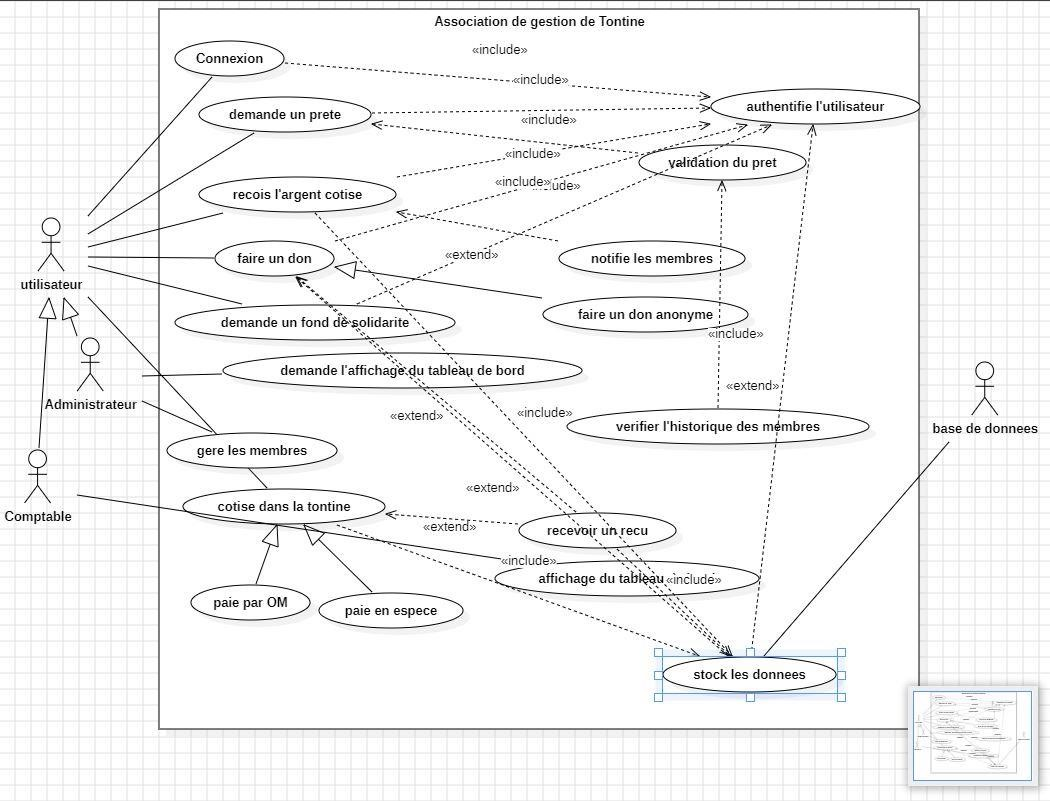 Association de gestion de Tontine
«include»
Connexion
«include»
authentifie l'utilisateur
demande un prete
«include»
«include»
validation du pret
«include»
ude»
recois l'argent cotise
utilisateur
faire un don
«extend»
notifie les membres
demande un fond de solidarite
faire un don anonyme
«include»
demande l'affichage du tableau de bord
«extend»
Administrateur
«extend»
«include»
verifier l'historique des membres
base de donnees
gere les membres
«extend»
cotise dans la tontine
Comptable
«extend»
recevoir un recu
«include»
affichage du tableau
«include»
paie par OM
paie en espece
stock les donnees